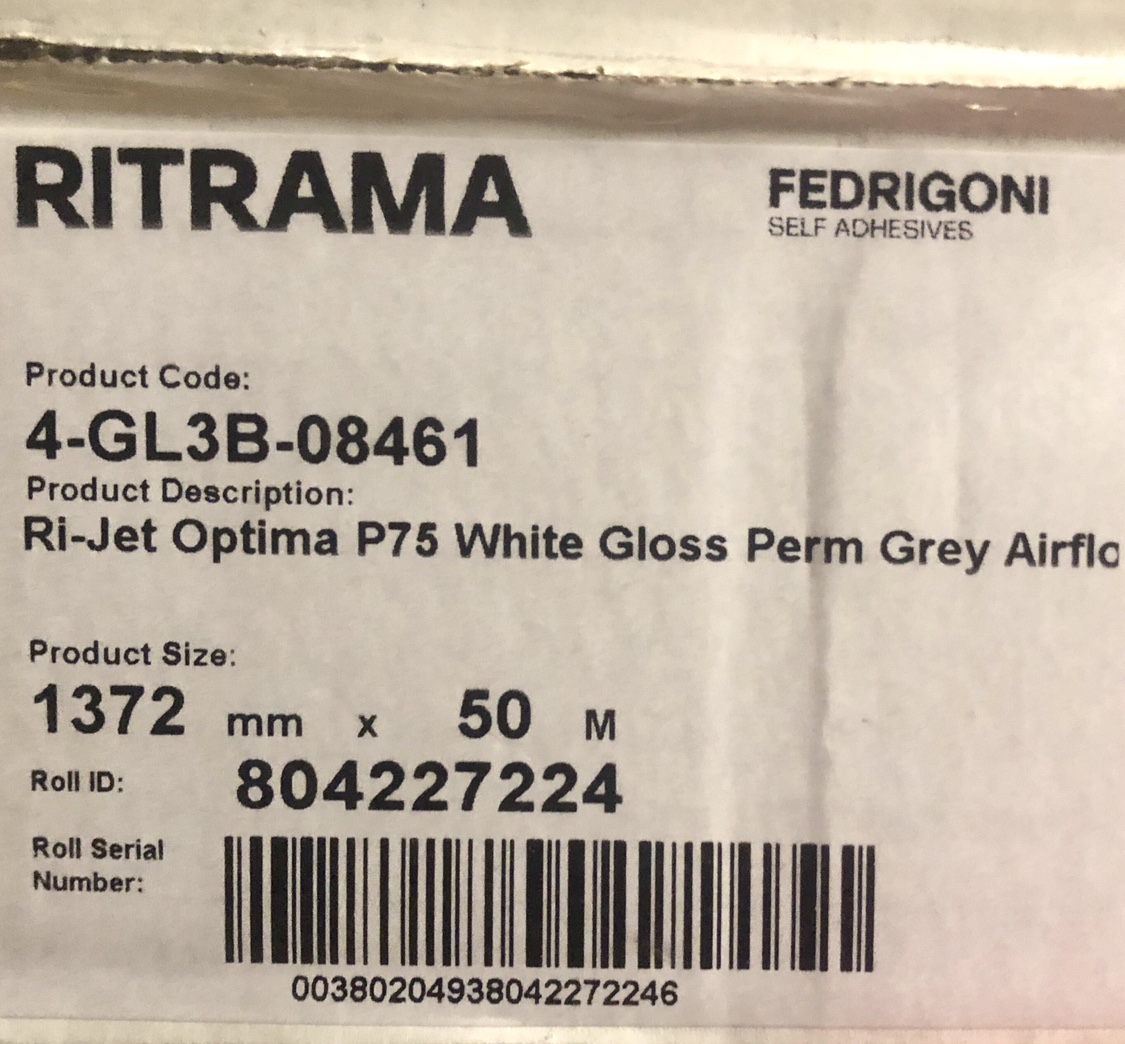 RITRAMA
FEDRIGONI
SELF ADHESIVES
Product Code:
4-GL3B-08461
Product Description:
Ri-Jet Optima P75 White Gloss Perm Grey Airflo
Product Size:
1372 mm x 50 M
Roll ID: 804227224
Roll Serial
Number:
00380204938042272246